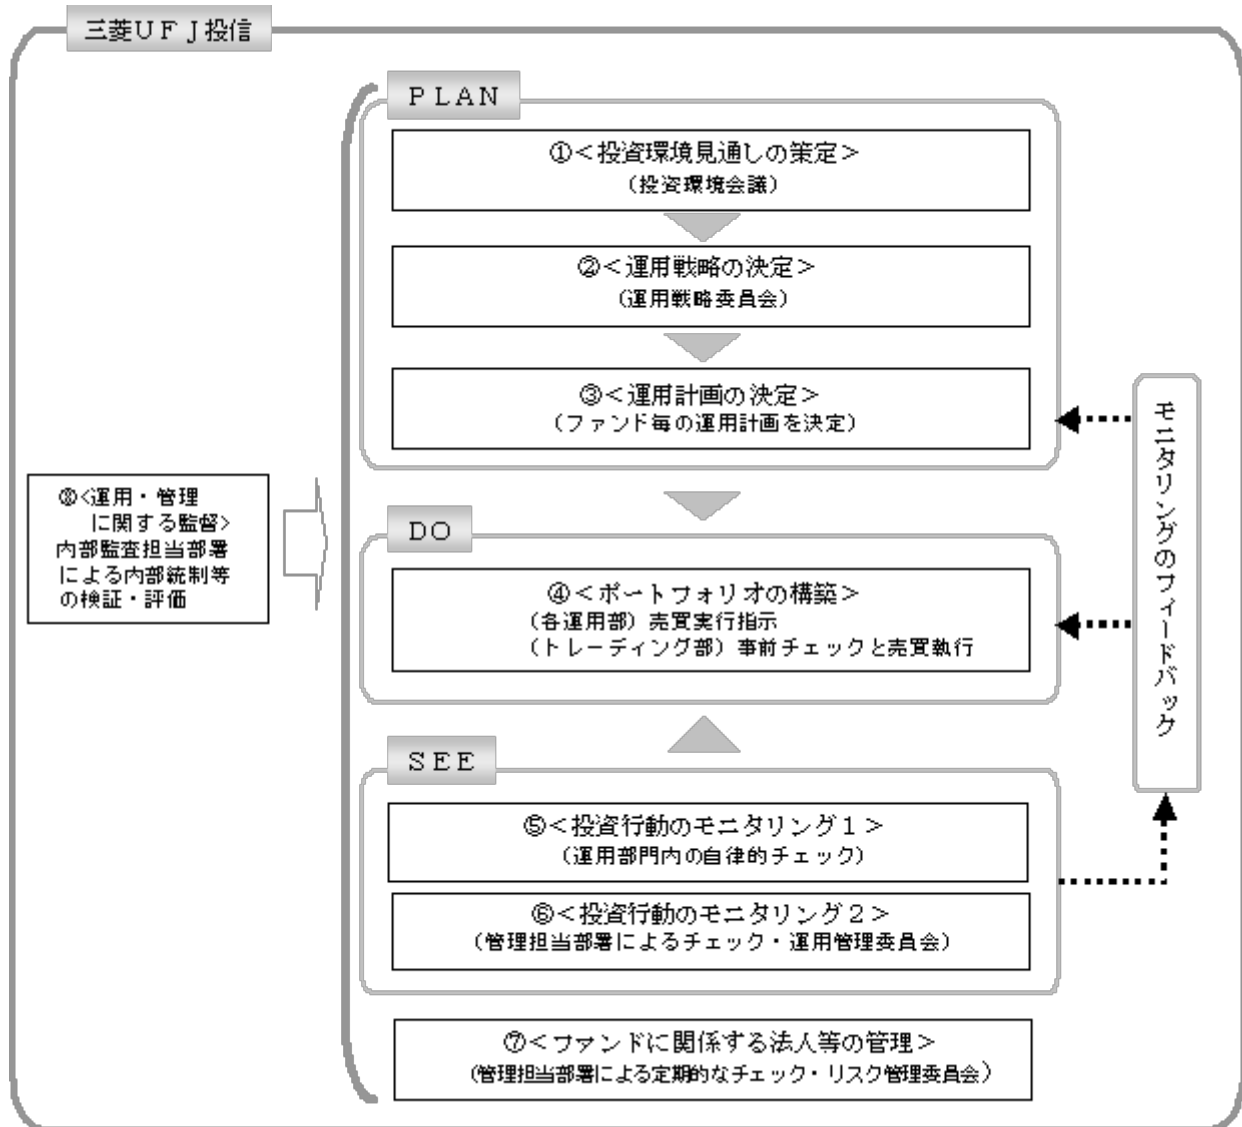 三菱ＵＦＪ投信
ＰＬＡＮ
①＜投資環境見通しの策定＞
（投資環境会議）
②＜運用戦略の決定＞
（運用戦略委員会）
③＜運用計画の決定＞
（ファンド毎の運用計画を決定）
⑧＜運用・管理
に関する監督＞
内部監査担当部署
による内部統制等
の検証・評価
ＤＯ
④＜ポートフォリオの構築＞
（各運用部）売買実行指示
（トレーディング部）事前チェックと売買執行
ＳＥＥ
⑤＜投資行動のモニタリング１＞
（運用部門内の自律的チェック）
⑥＜投資行動のモニタリング２＞
（管理担当部署によるチェック・運用管理委員会）
⑦＜ファンドに関係する法人等の管理＞
（管理担当部署による定期的なチェック・リスク管理委員会）
モニタリングのフィードバック